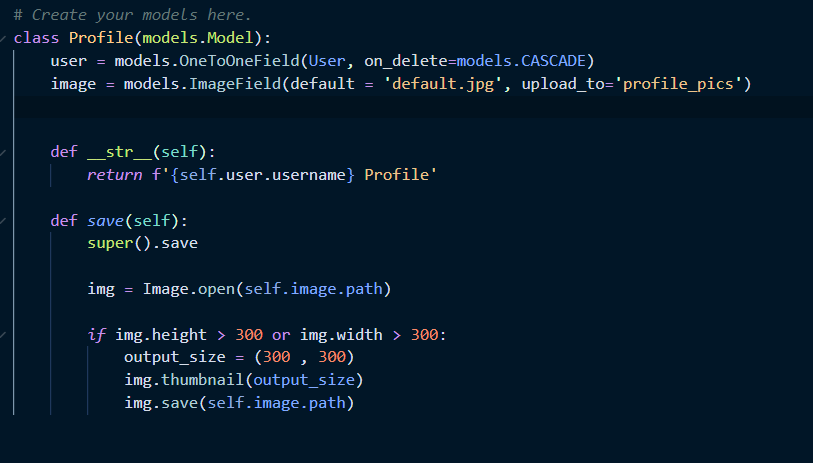 # Create your models here.
class Profile(models.Model):
    user = models.OneToOneField(User, on_delete=models.CASCADE)
    image = models.ImageField(default = 'default.jpg', upload_to='profile_pics')
    def __str__(self):
        return f'{self.user.username} Profile'
    def save(self):
        super().save
        img = Image.open(self.image.path)
        if img.height > 300 or img.width > 300:
            output_size = (300 , 300)
            img.thumbnail(output_size)
            img.save(self.image.path)